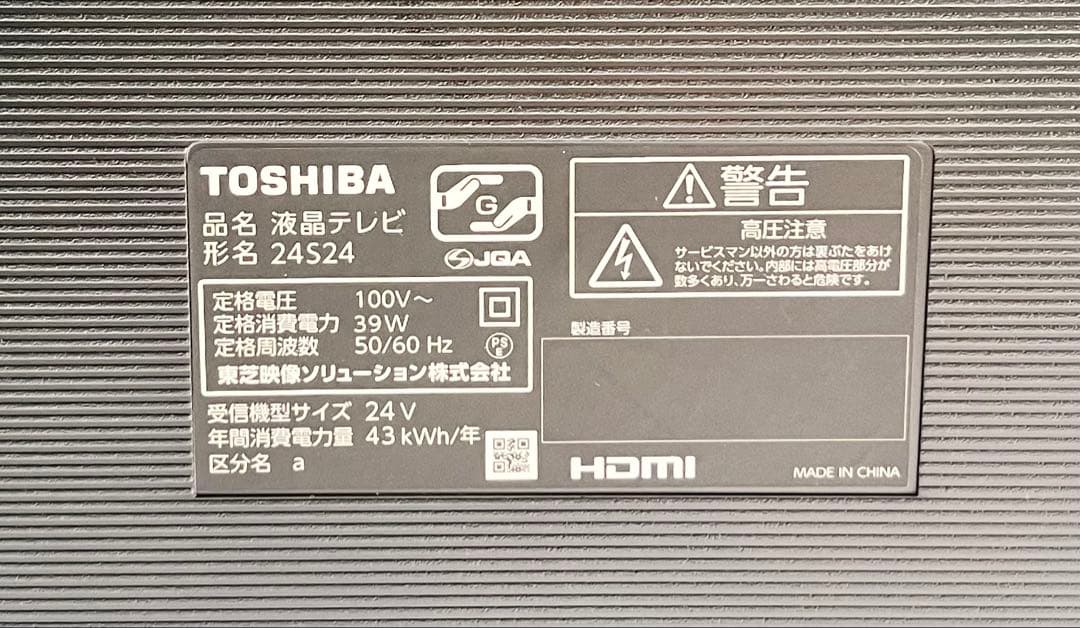 TOSHIBA
品名 液晶テレビ
形名 24S24
G
JQA
定格電圧 100V～
定格消費電力 39W
定格周波数 50/60 Hz
PS
E
東芝映像ソリューション株式会社
受信機型サイズ 24V
年間消費電力量 43kWh/年
区分名 a
警告
高圧注意
サービスマン以外の方は裏ぶたをあけ
ないでください。内部には高電圧部分が
数多くあり、万一さわると危険です。
製造番号
HDMI
MADE IN CHINA